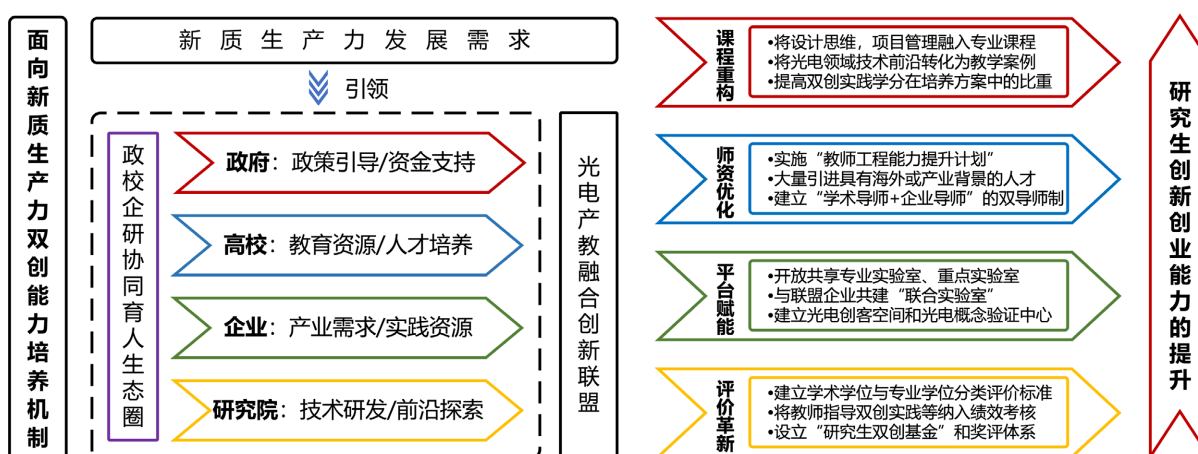 面向新质生产力双创能力培养机制
新质生产力发展需求
引领
政校企研协同育人生态圈
政府：政策引导/资金支持
高校：教育资源/人才培养
企业：产业需求/实践资源
研究院：技术研发/前沿探索
光电产教融合创新联盟
课程重构
•将设计思维，项目管理融入专业课程
•将光电领域技术前沿转化为教学案例
•提高双创实践学分在培养方案中的比重
师资优化
•实施“教师工程能力提升计划”
•大量引进具有海外或产业背景的人才
•建立“学术导师+企业导师”的双导师制
平台赋能
•开放共享专业实验室、重点实验室
•与联盟企业共建“联合实验室”
•建立光电创客空间和光电概念验证中心
评价革新
•建立学术学位与专业学位分类评价标准
•将教师指导双创实践等纳入绩效考核
•设立“研究生双创基金”和奖评体系
研究生创新创业能力的提升